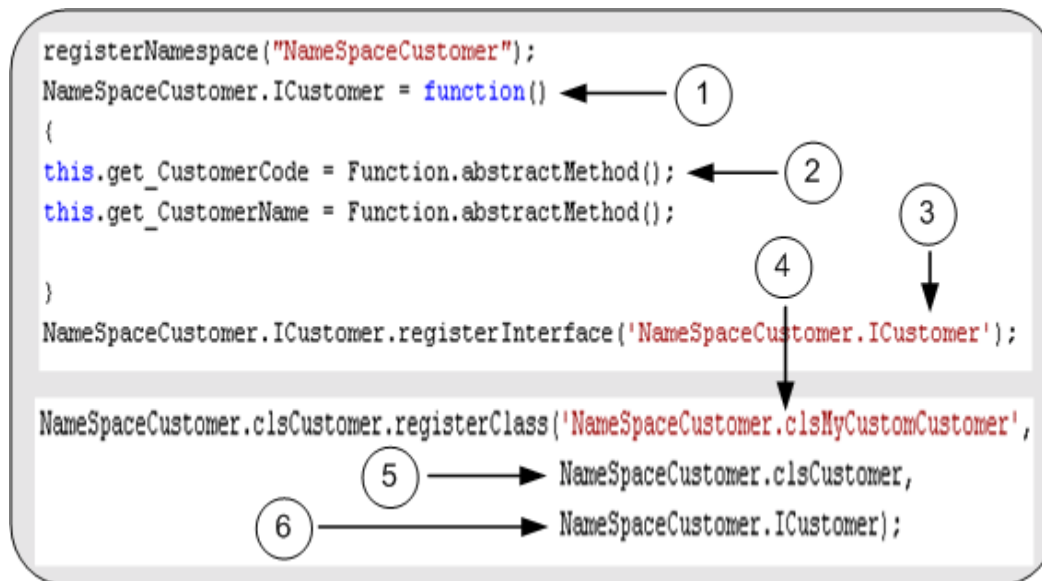 registerNamespace("NameSpaceCustomer");
NameSpaceCustomer.ICustomer = function() 1
{
this.get_CustomerCode = Function.abstractMethod(); 2
this.get_CustomerName = Function.abstractMethod();
3
4
}
NameSpaceCustomer.ICustomer.registerInterface('NameSpaceCustomer.ICustomer');
NameSpaceCustomer.clsCustomer.registerClass('NameSpaceCustomer.clsMyCustomCustomer',
5 NameSpaceCustomer.clsCustomer,
6 NameSpaceCustomer.ICustomer);